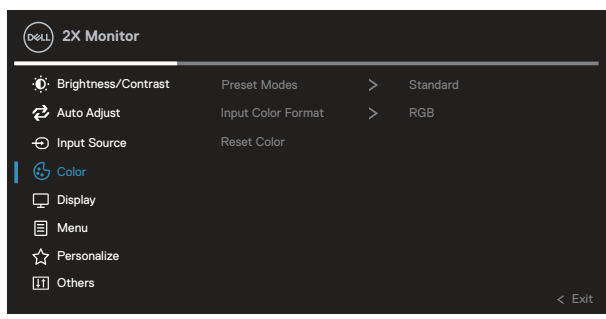 DELL 2X Monitor
Brightness/Contrast Preset Modes > Standard
Auto Adjust Input Color Format > RGB
Input Source Reset Color
Color
Display
Menu
Personalize
Others
< Exit